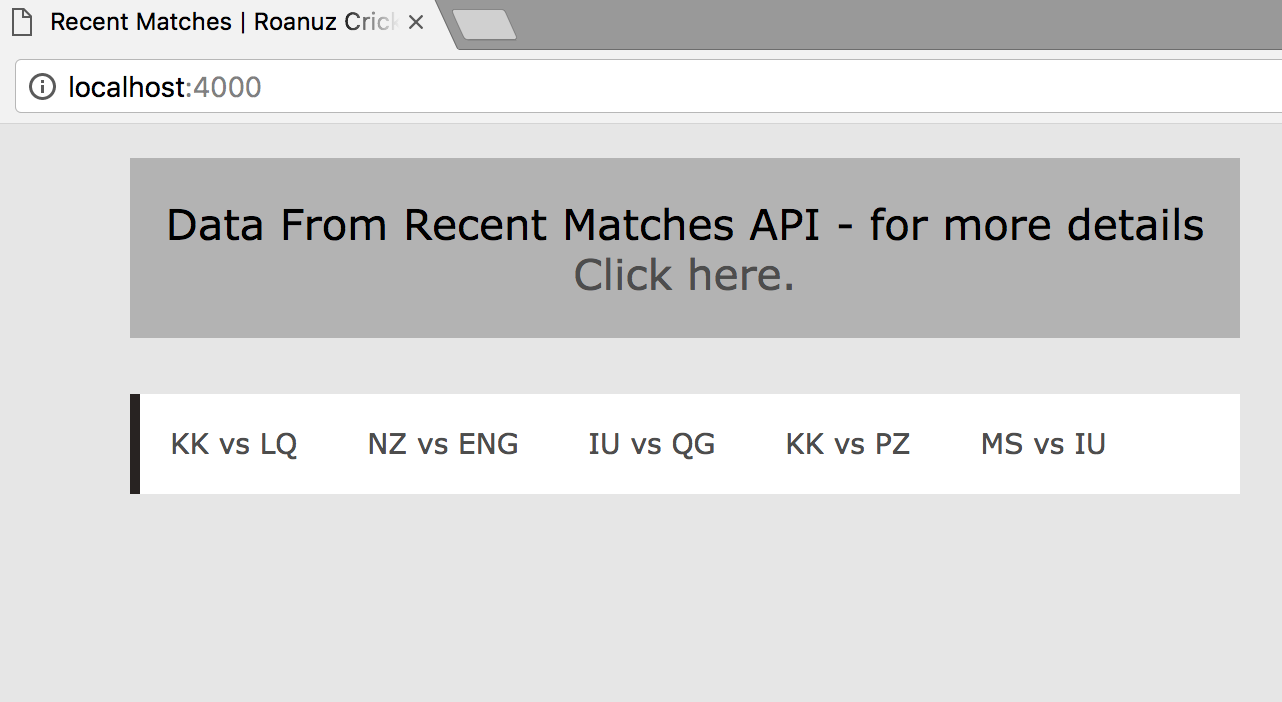 Recent Matches | Roanuz Crick
localhost:4000
Data From Recent Matches API - for more details
Click here.
KK vs LQ NZ vs ENG IU vs QG KK vs PZ MS vs IU